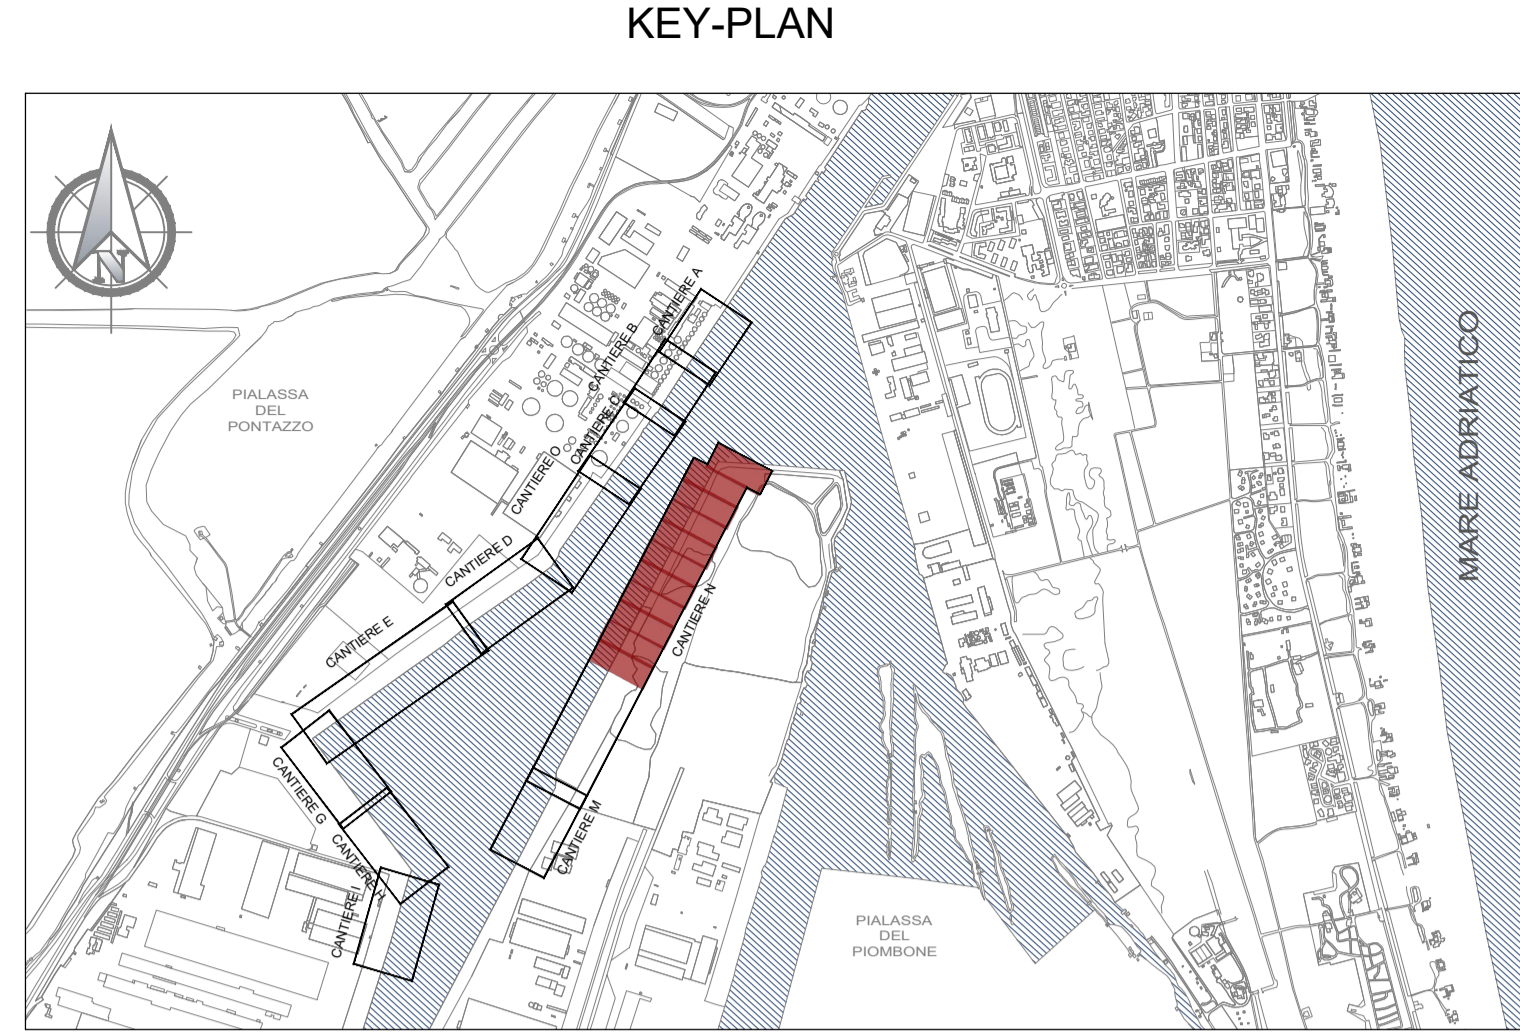 KEY-PLAN
N
CANTIERE A
CANTIERE B
CANTIERE C
CANTIERE O
CANTIERE D
CANTIERE E
CANTIERE N
CANTIERE G
CANTIERE H
CANTIERE I
CANTIERE M
PIALASSA
DEL
PONTAZZO
MARE ADRIATICO
PIALASSA
DEL
PIOMBONE